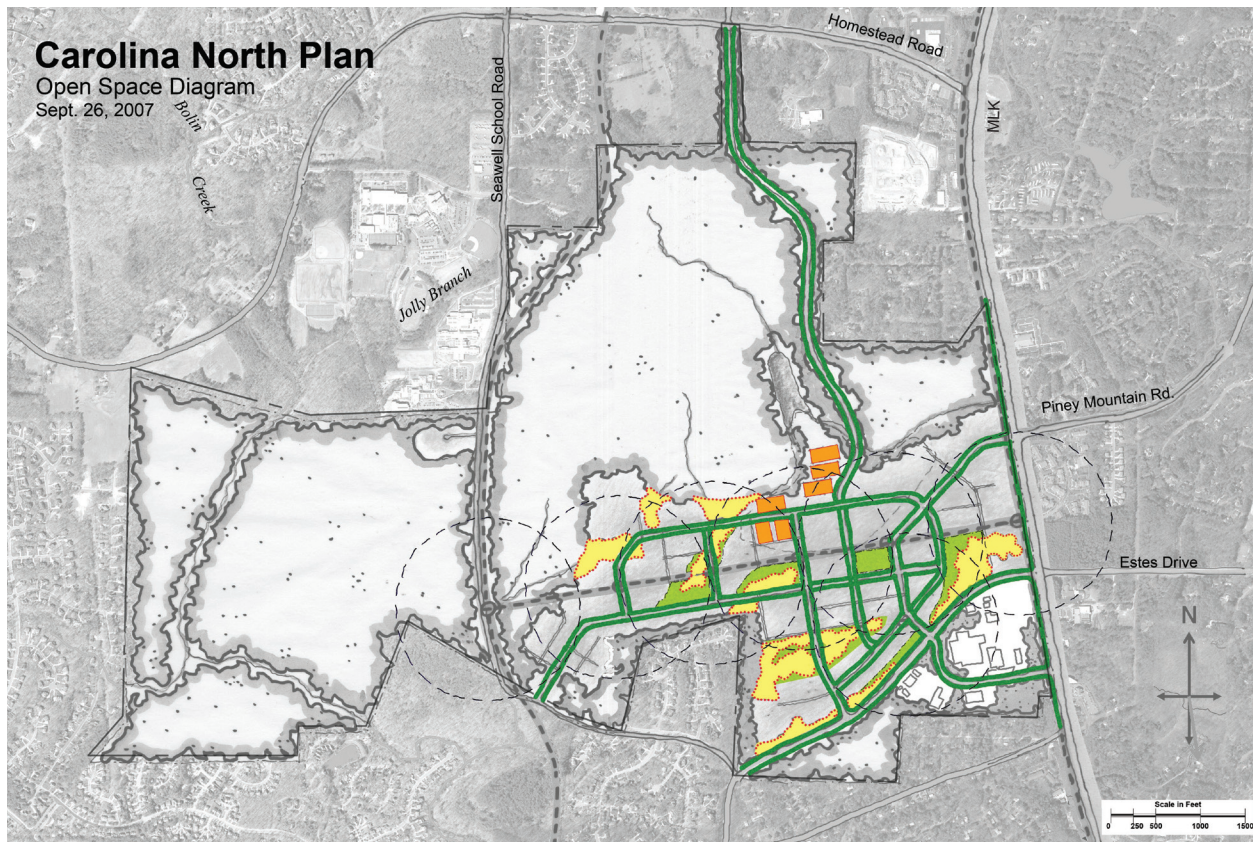 Carolina North Plan
Open Space Diagram
Sept. 26, 2007
Bolin
Creek
Jolly Branch
Seawell School Road
Homestead Road
MLK
Piney Mountain Rd.
Estes Drive
N
Scale in Feet
0 250 500 1000 1500